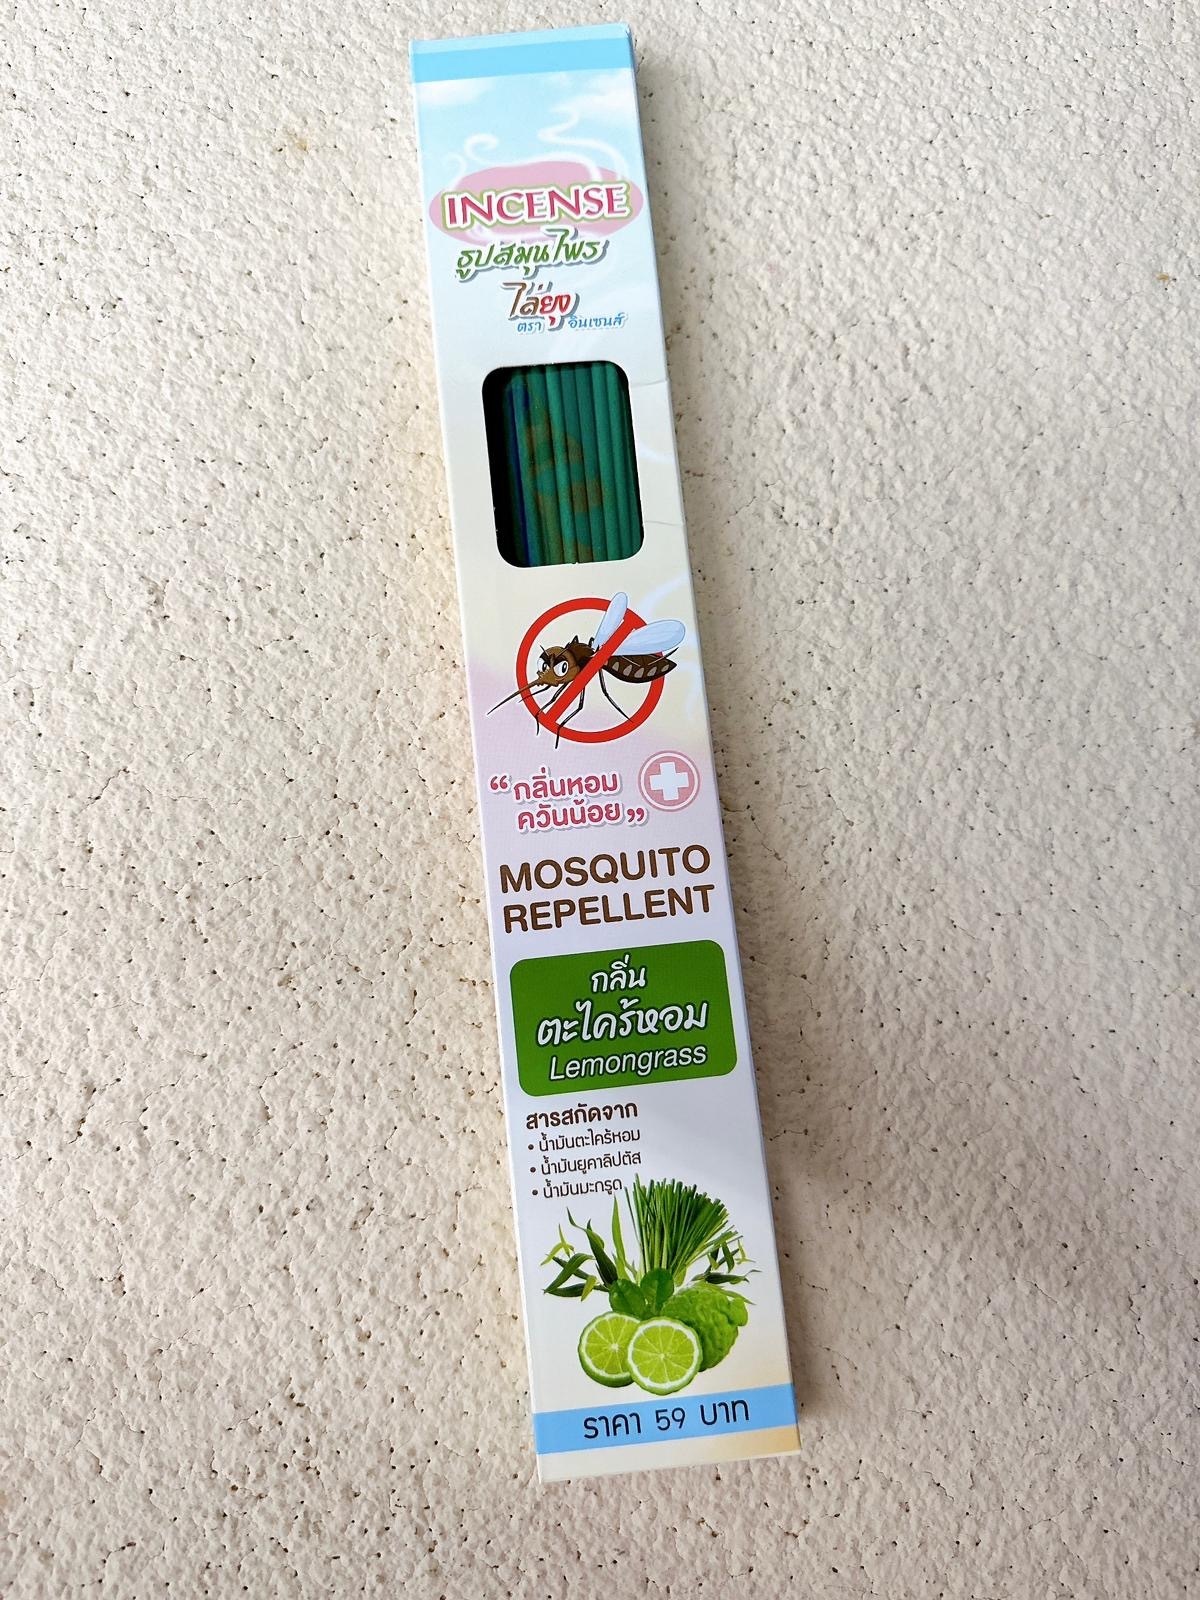 INCENSE
ธูปสมุนไพร
ไล่ยุง
ตรา อินเซนส์
“กลิ่นหอม
ควันน้อย”
MOSQUITO
REPELLENT
กลิ่น
ตะไคร้หอม
Lemongrass
สารสกัดจาก
• น้ำมันตะไคร้หอม
• น้ำมันยูคาลิปตัส
• น้ำมันมะกรูด
ราคา 59 บาท